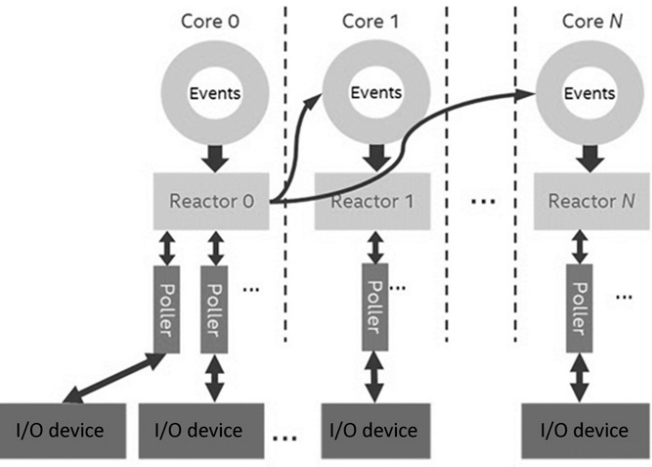 Core 0
Core 1
Core N
Events
Events
Events
Reactor 0
Reactor 1
...
Reactor N
Poller
Poller
...
Poller
...
Poller
...
I/O device
I/O device
...
I/O device
I/O device